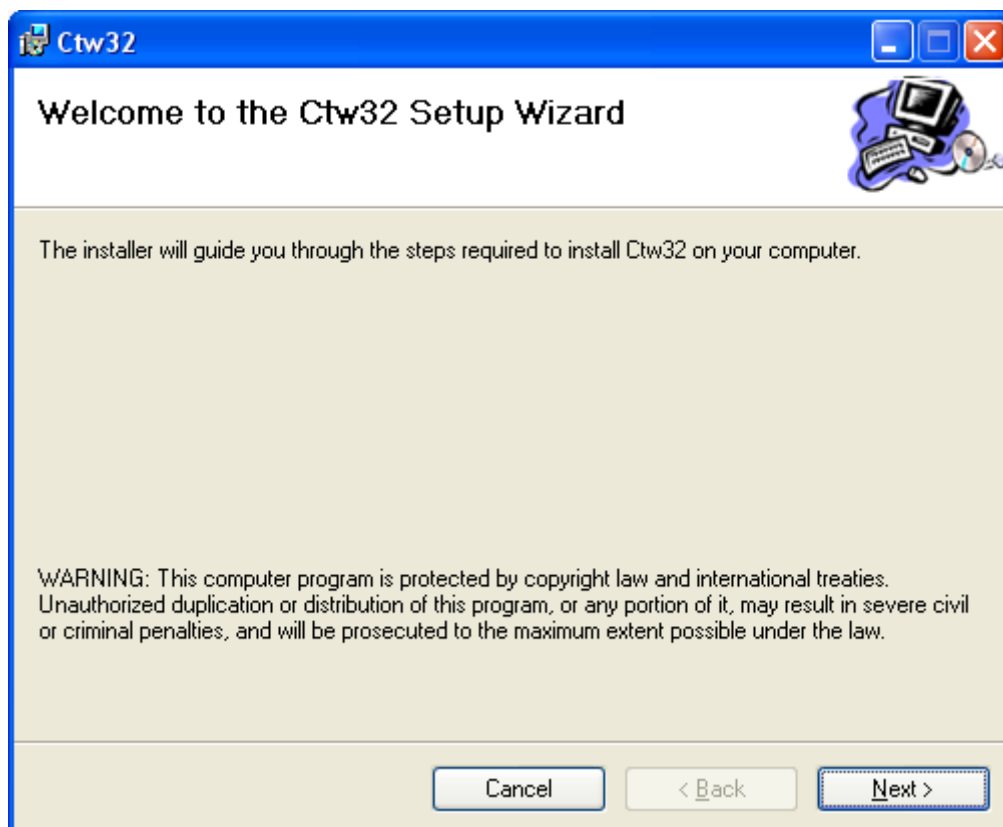 Ctw32
Welcome to the Ctw32 Setup Wizard
The installer will guide you through the steps required to install Ctw32 on your computer.
WARNING: This computer program is protected by copyright law and international treaties.
Unauthorized duplication or distribution of this program, or any portion of it, may result in severe civil
or criminal penalties, and will be prosecuted to the maximum extent possible under the law.
Cancel
< Back
Next >